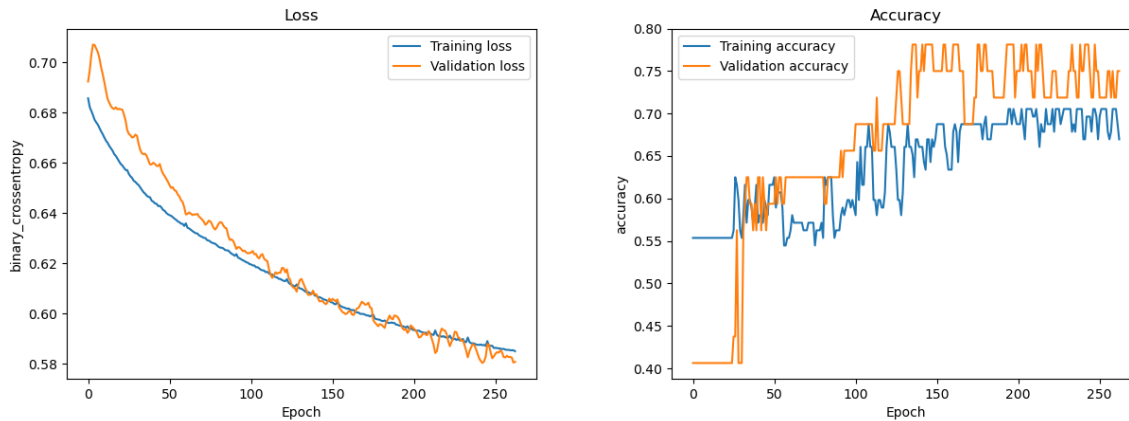 Loss
binary_crossentropy
0.70
0.68
0.66
0.64
0.62
0.60
0.58
Training loss
Validation loss
0 50 100 150 200 250
Epoch
Accuracy
accuracy
0.80
0.75
0.70
0.65
0.60
0.55
0.50
0.45
0.40
Training accuracy
Validation accuracy
0 50 100 150 200 250
Epoch